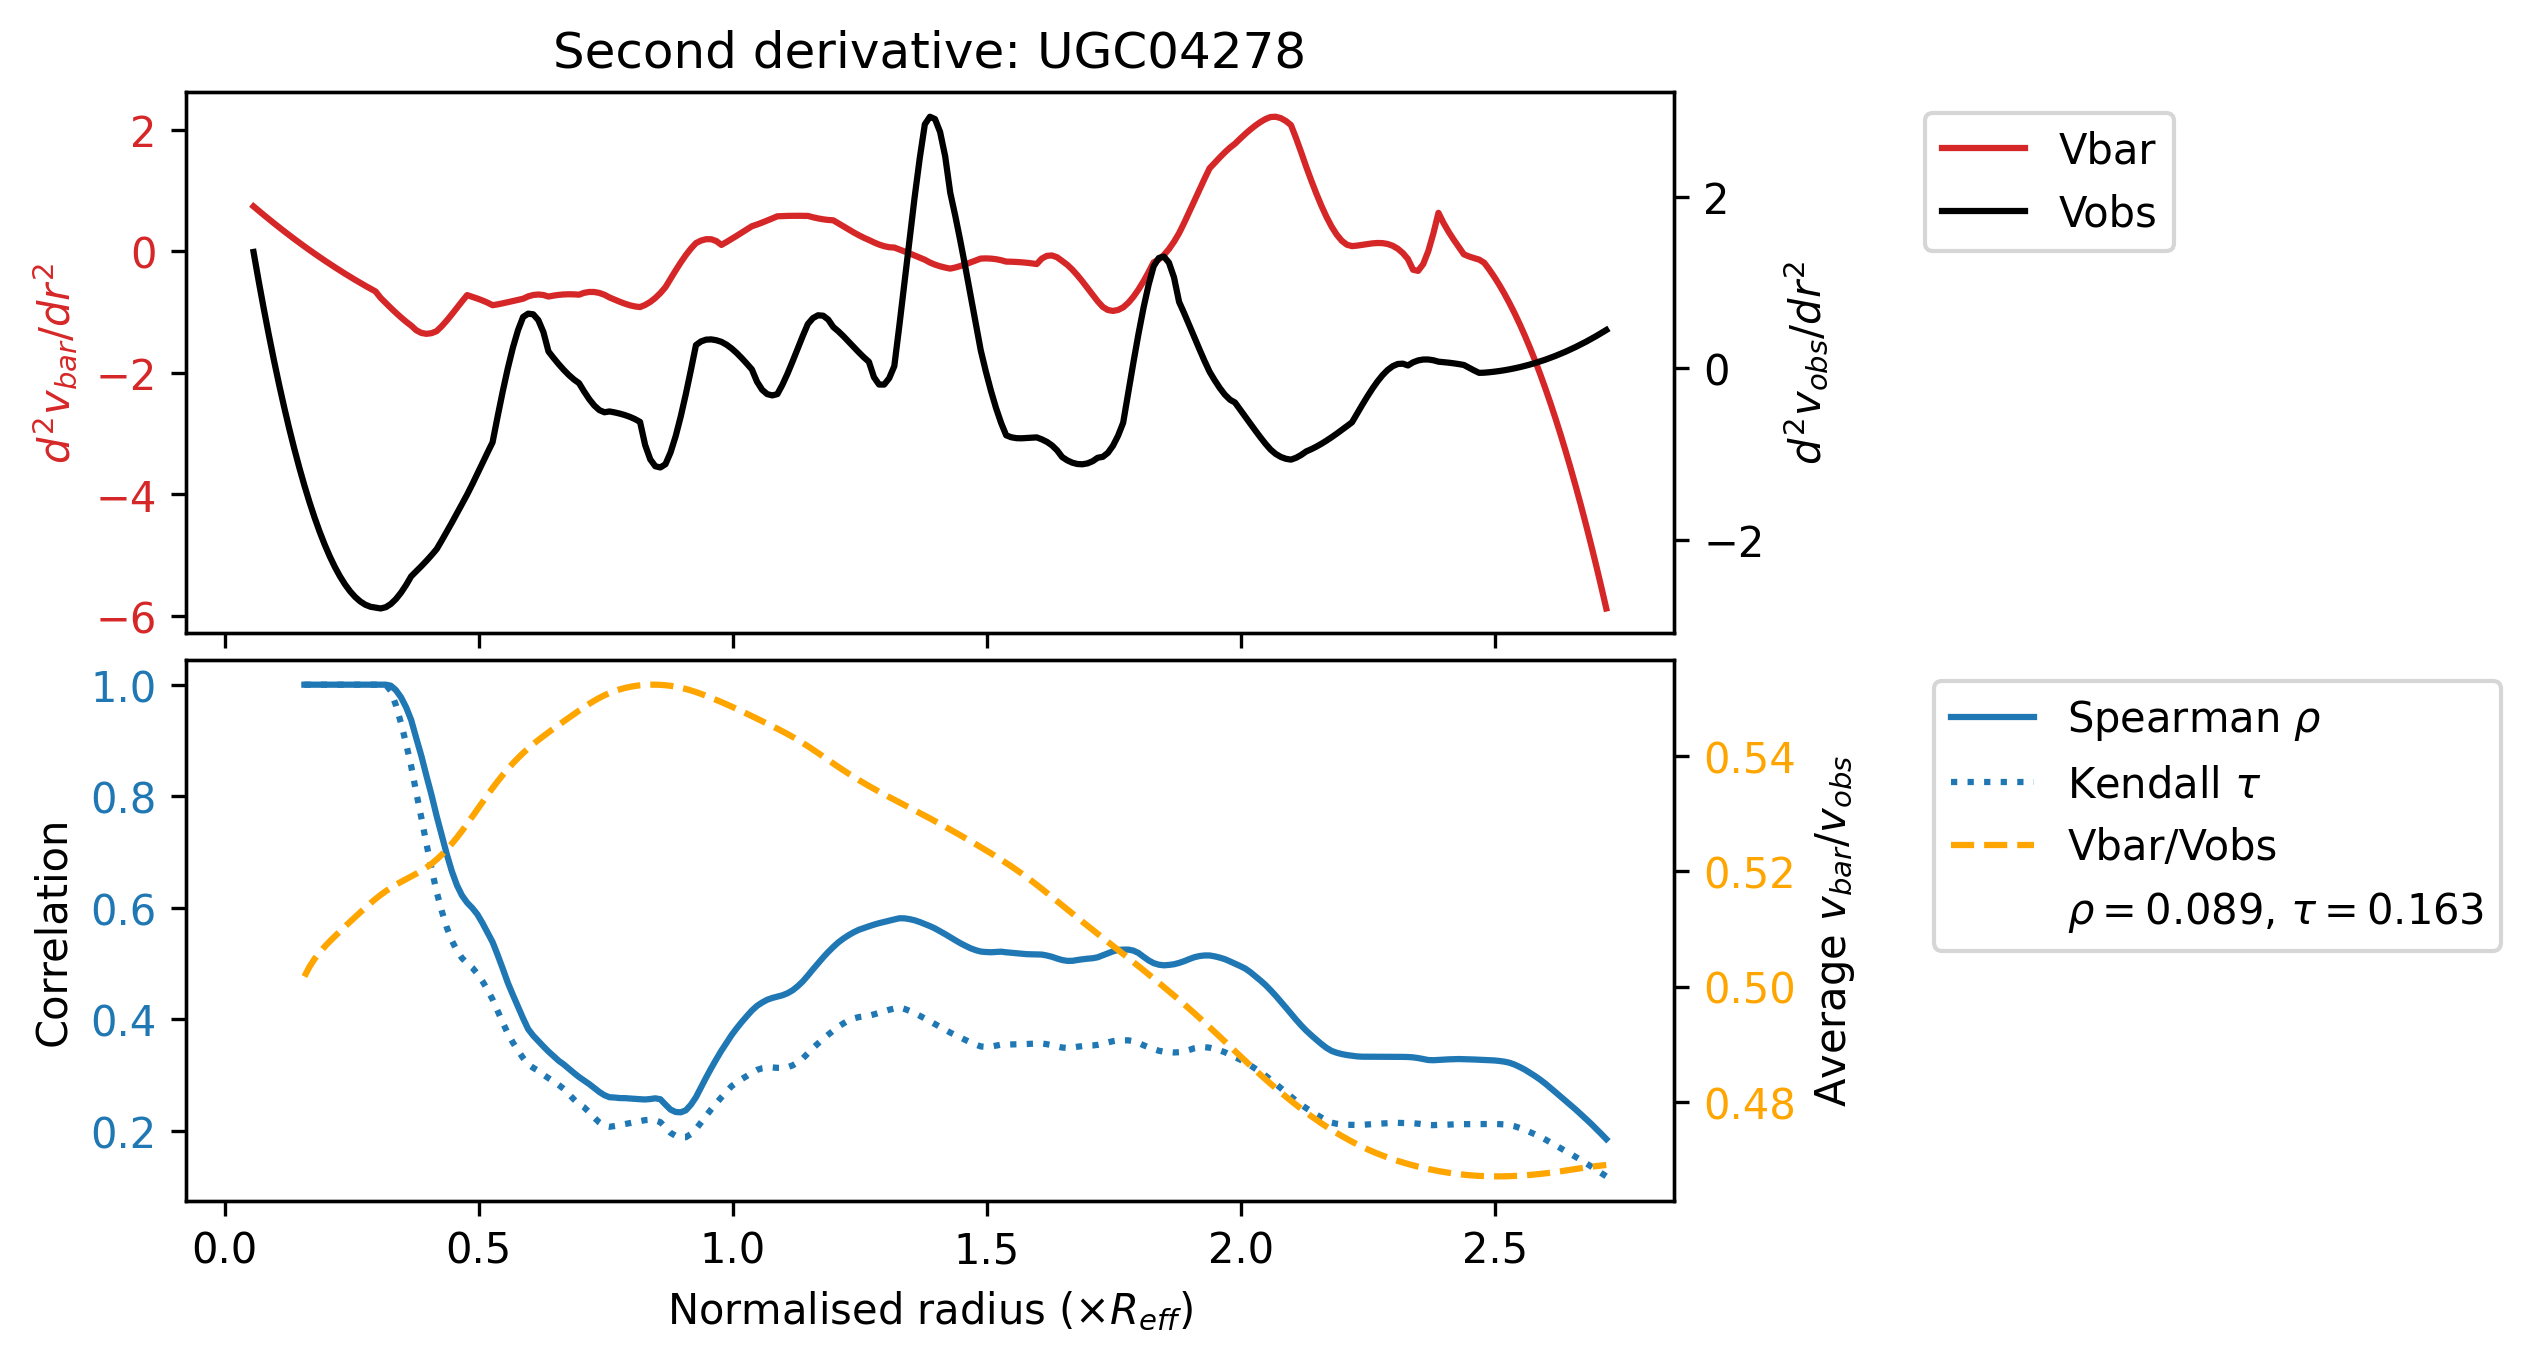 Second derivative: UGC04278
2
0
−2
−4
−6
d²v_bar/dr²
2
0
−2
d²v_obs/dr²
Vbar
Vobs
1.0
0.8
0.6
0.4
0.2
Correlation
0.54
0.52
0.50
0.48
Average v_bar/v_obs
Spearman ρ
Kendall τ
Vbar/Vobs
ρ = 0.089, τ = 0.163
0.0 0.5 1.0 1.5 2.0 2.5
Normalised radius (×R_eff)